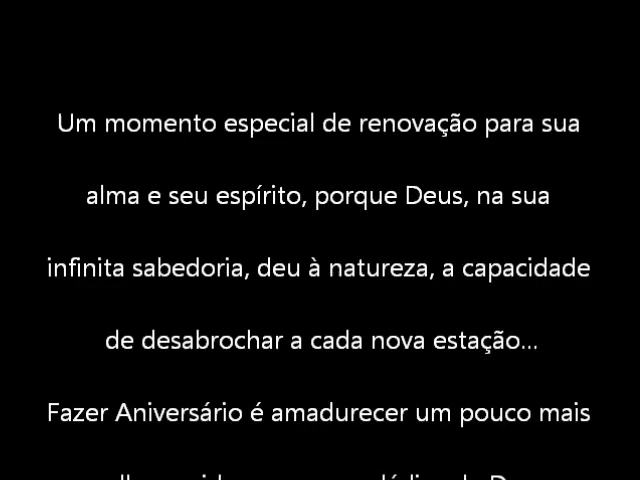 Um momento especial de renovação para sua
alma e seu espírito, porque Deus, na sua
infinita sabedoria, deu à natureza, a capacidade
de desabrochar a cada nova estação...
Fazer Aniversário é amadurecer um pouco mais